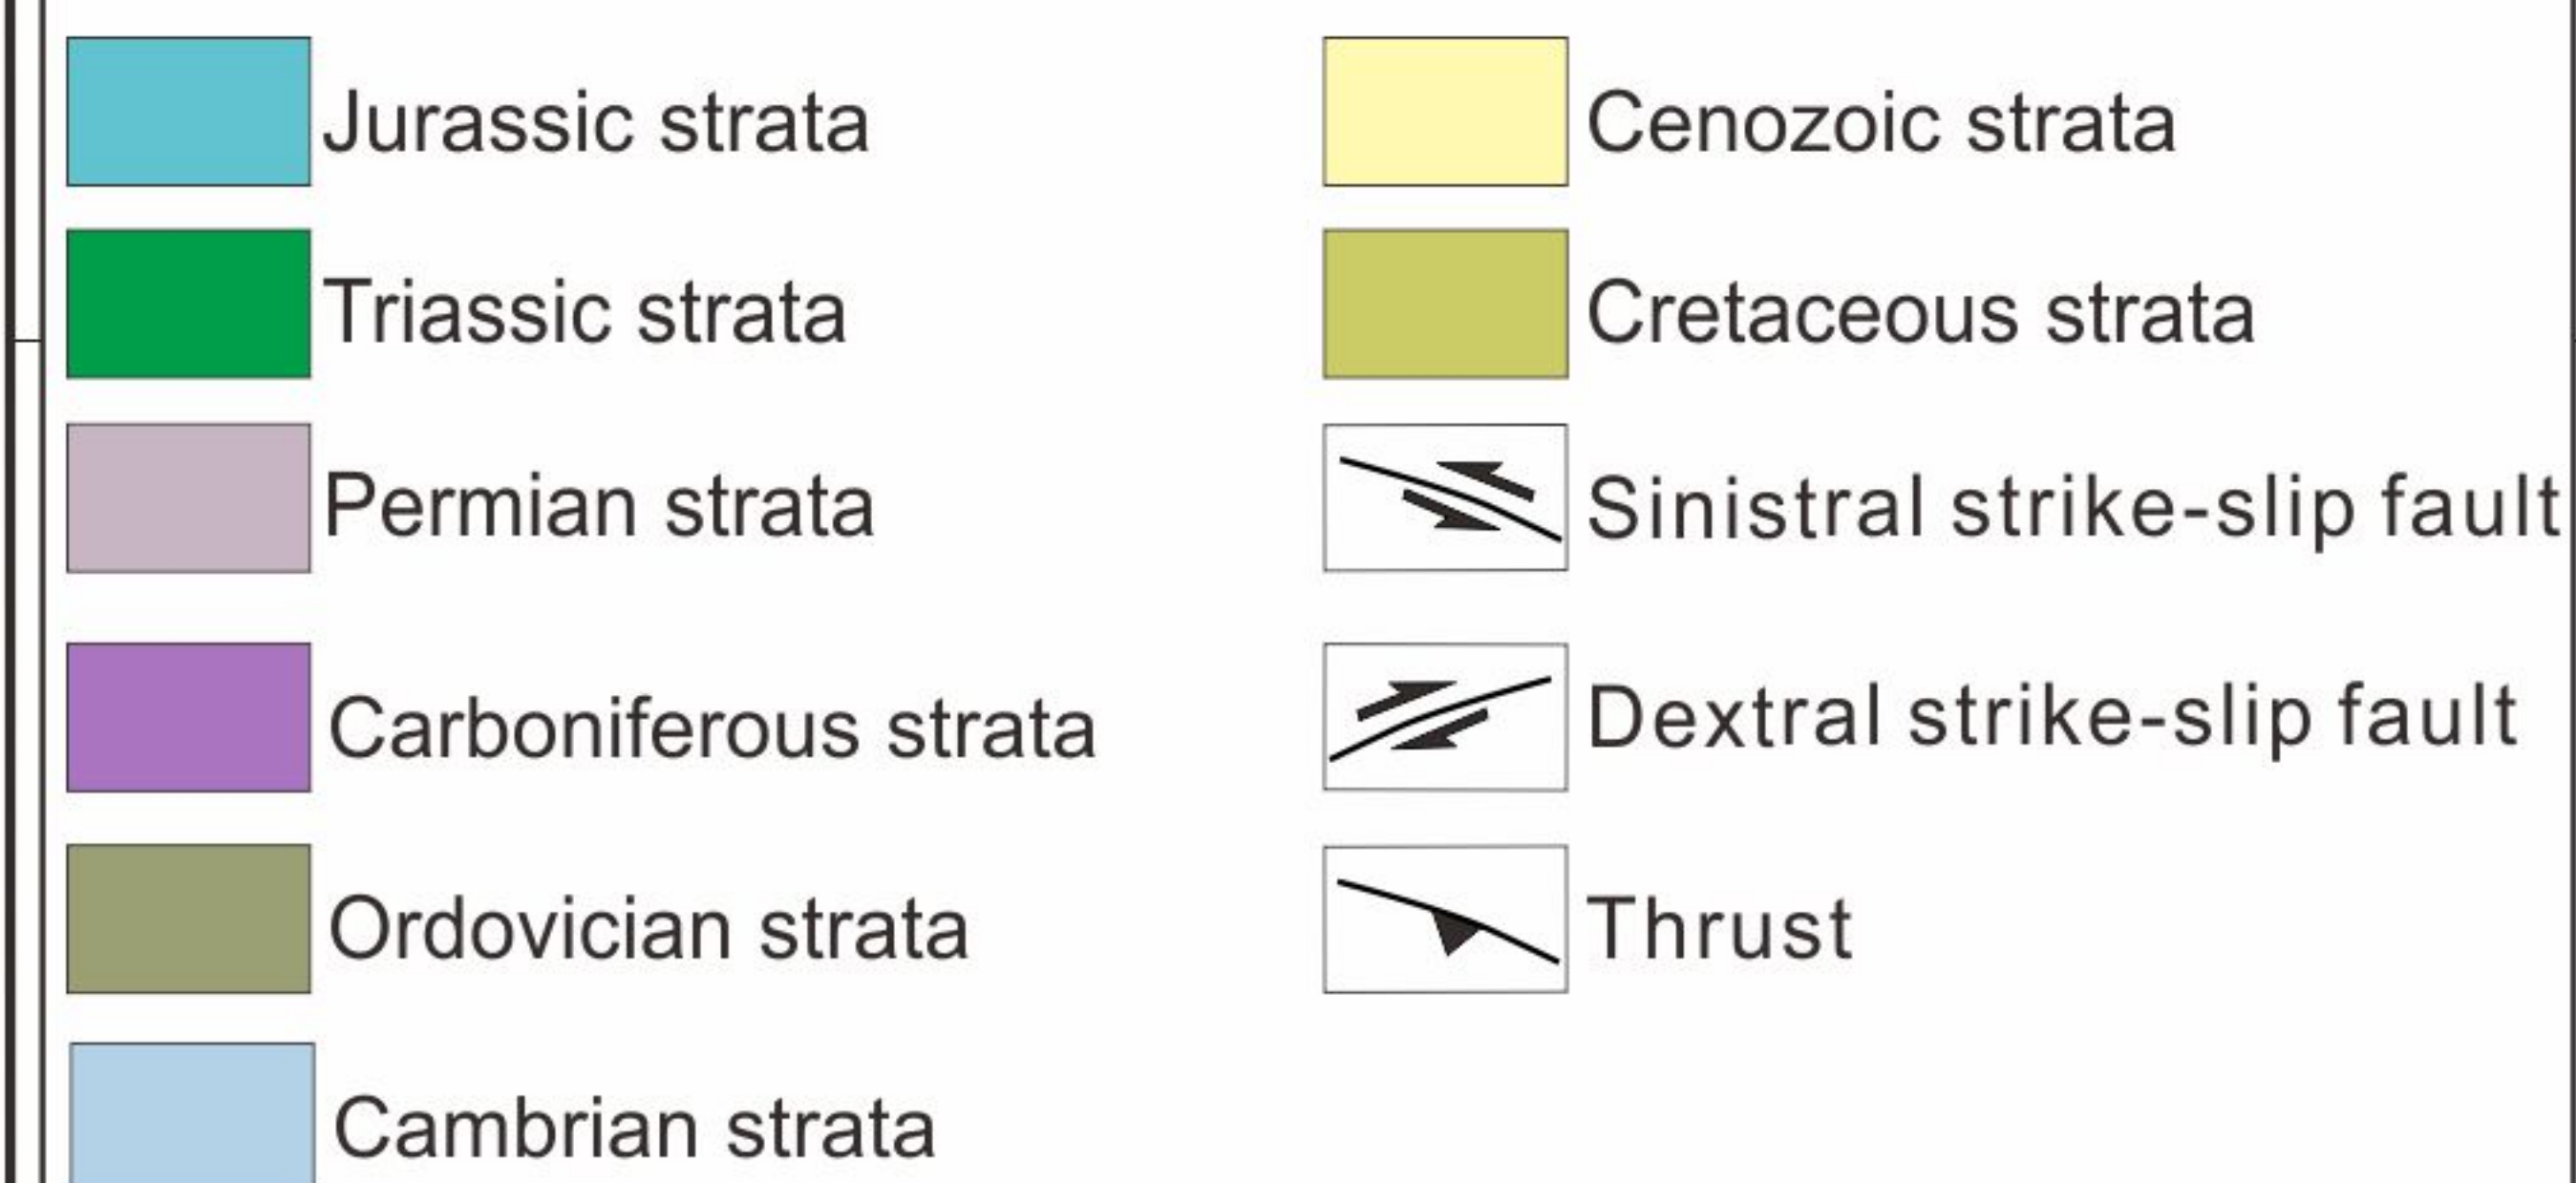 Jurassic strata
Triassic strata
Permian strata
Carboniferous strata
Ordovician strata
Cambrian strata
Cenozoic strata
Cretaceous strata
Sinistral strike-slip fault
Dextral strike-slip fault
Thrust